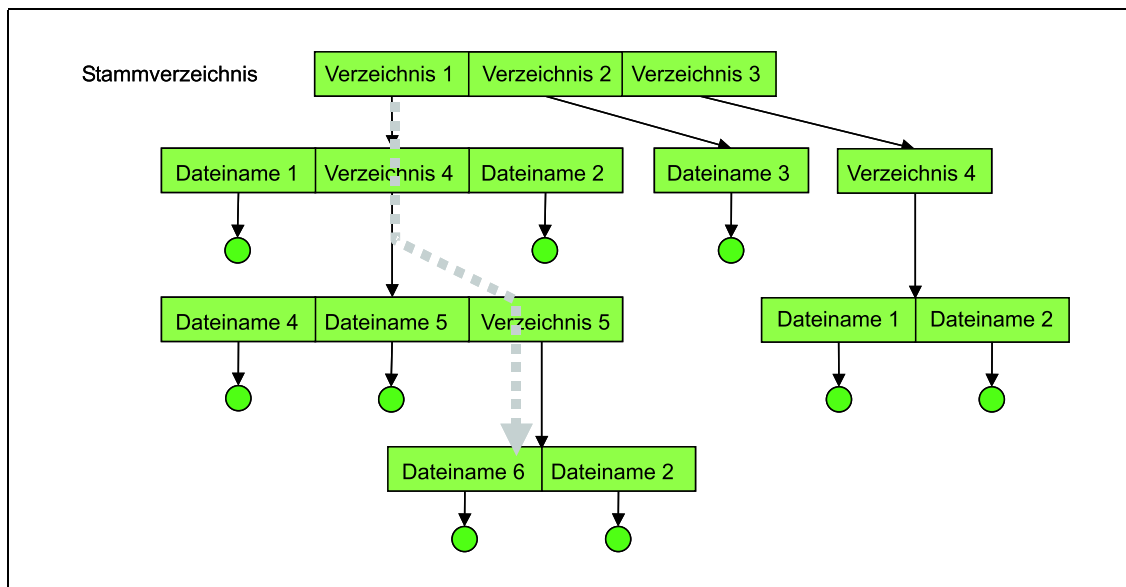 Stammverzeichnis Verzeichnis 1 Verzeichnis 2 Verzeichnis 3
Dateiname 1 Verzeichnis 4 Dateiname 2 Dateiname 3 Verzeichnis 4
Dateiname 4 Dateiname 5 Verzeichnis 5 Dateiname 1 Dateiname 2
Dateiname 6 Dateiname 2